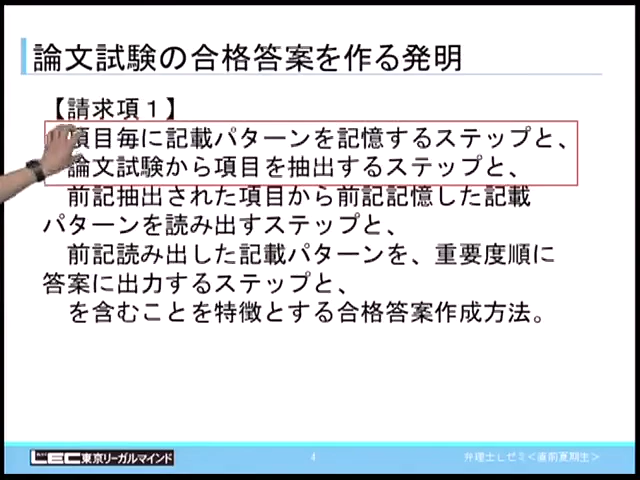 論文試験の合格答案を作る発明
【請求項１】
項目毎に記載パターンを記憶するステップと、
論文試験から項目を抽出するステップと、
前記抽出された項目から前記記憶した記載
パターンを読み出すステップと、
前記読み出した記載パターンを、重要度順に
答案に出力するステップと、
を含むことを特徴とする合格答案作成方法。
LEC東京リーガルマインド
4
弁理士Lゼミ＜直前夏期生＞